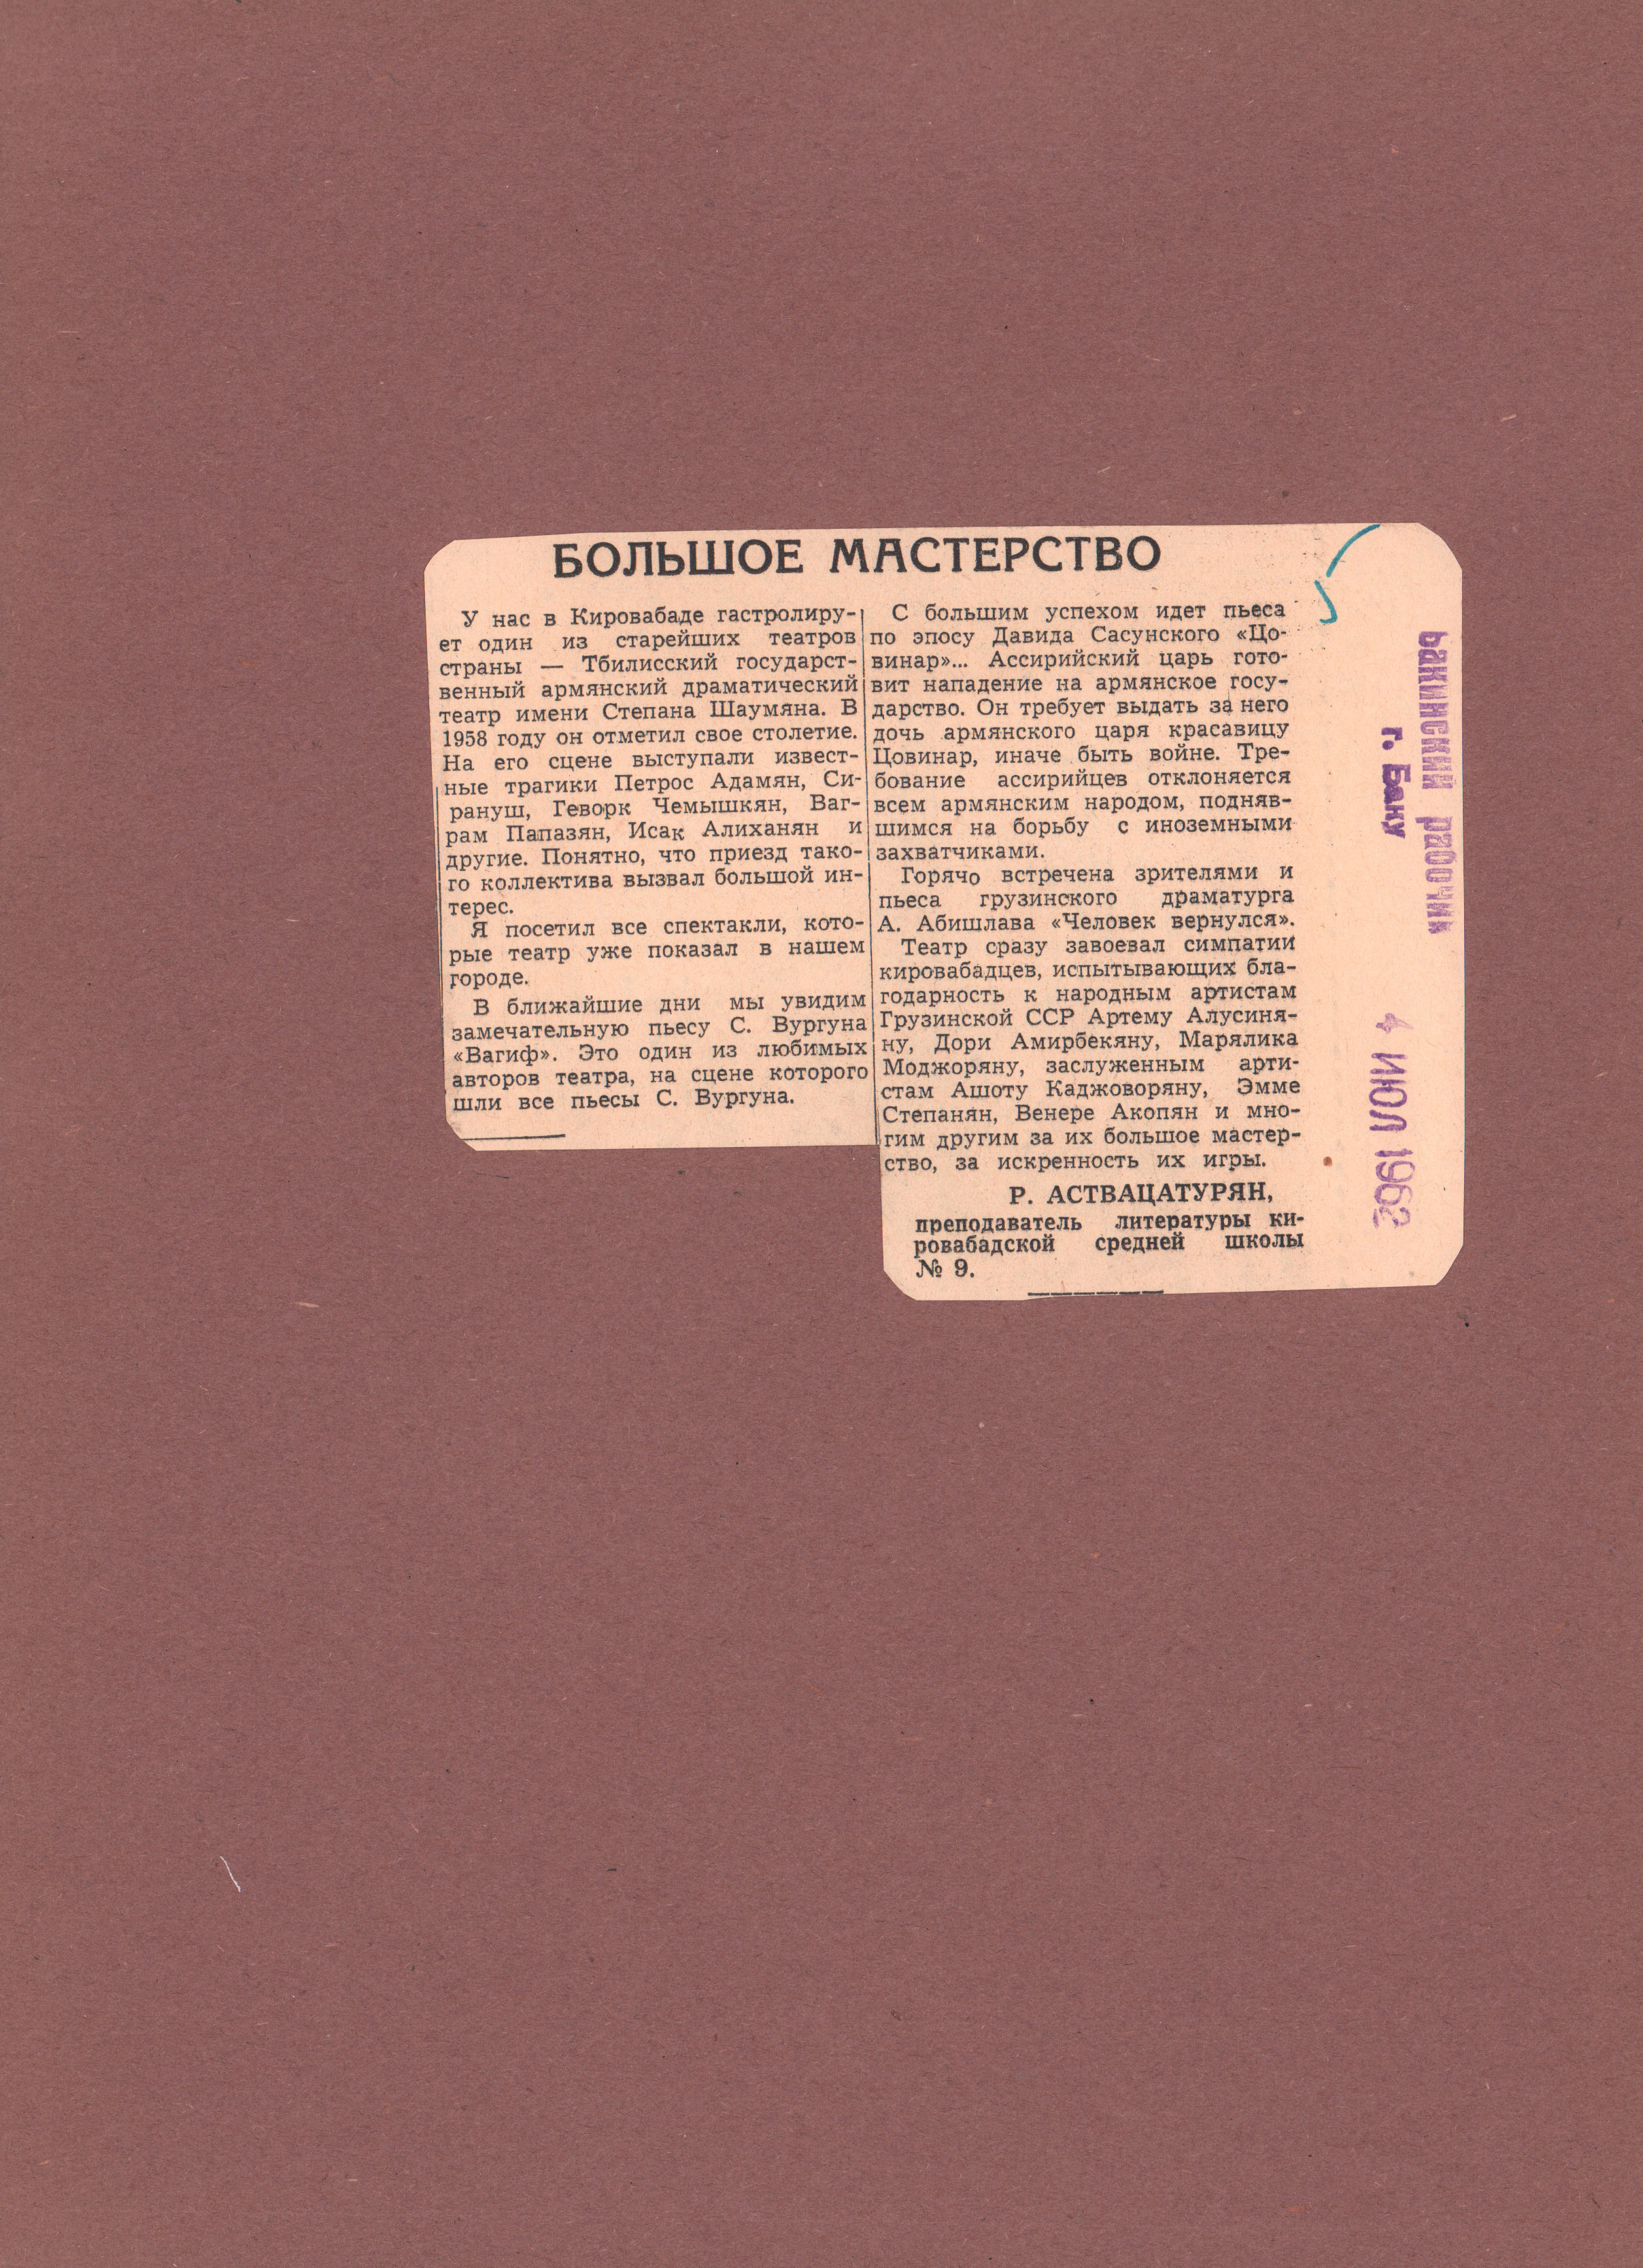 БОЛЬШОЕ МАСТЕРСТВО
У нас в Кировабаде гастролиру-
ет один из старейших театров
страны — Тбилисский государст-
венный армянский драматический
театр имени Степана Шаумяна. В
1958 году он отметил свое столетие.
На его сцене выступали извест-
ные трагики Петрос Адамян, Си-
рануш, Геворк Чемышкян, Ваг-
рам Папазян, Исак Алиханян и
другие. Понятно, что приезд тако-
го коллектива вызвал большой ин-
терес.
Я посетил все спектакли, кото-
рые театр уже показал в нашем
городе.
В ближайшие дни мы увидим
замечательную пьесу С. Вургуна
«Вагиф». Это один из любимых
авторов театра, на сцене которого
шли все пьесы С. Вургуна.
С большим успехом идет пьеса
по эпосу Давида Сасунского «Цо-
винар»... Ассирийский царь гото-
вит нападение на армянское госу-
дарство. Он требует выдать за него
дочь армянского царя красавицу
Цовинар, иначе быть войне. Тре-
бование ассирийцев отклоняется
всем армянским народом, подняв-
шимся на борьбу с иноземными
захватчиками.
Горячо встречена зрителями и
пьеса грузинского драматурга
А. Абишлава «Человек вернулся».
Театр сразу завоевал симпатии
кировабадцев, испытывающих бла-
годарность к народным артистам
Грузинской ССР Артему Алусиня-
ну, Дори Амирбекяну, Марялика
Моджоряну, заслуженным арти-
стам Ашоту Каджоворяну, Эмме
Степанян, Венере Акопян и мно-
гим другим за их большое мастер-
ство, за искренность их игры.
Р. АСТВАЦАТУРЯН,
преподаватель литературы ки-
ровабадской средней школы
№ 9.
Бакинский рабочий
г. Баку
4 ИЮЛ 1962